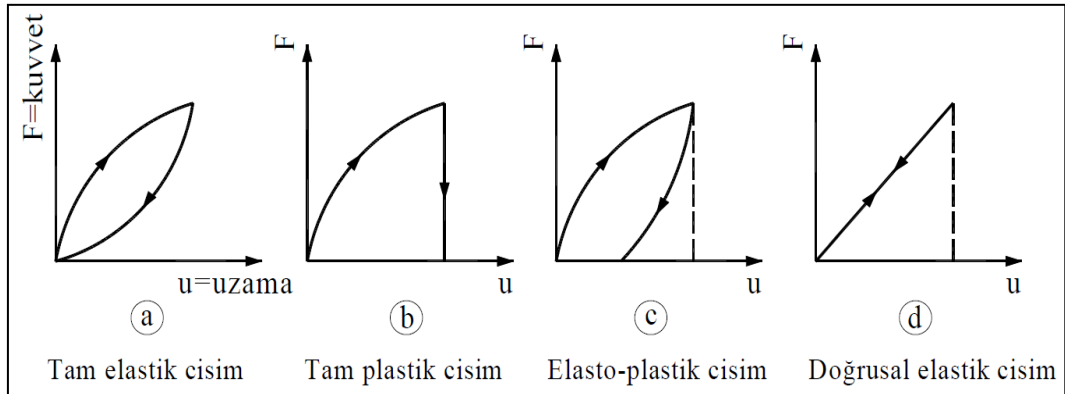 F=kuvvet
u=uzama
a
Tam elastik cisim
F
u
b
Tam plastik cisim
F
u
c
Elasto-plastik cisim
F
u
d
Doğrusal elastik cisim